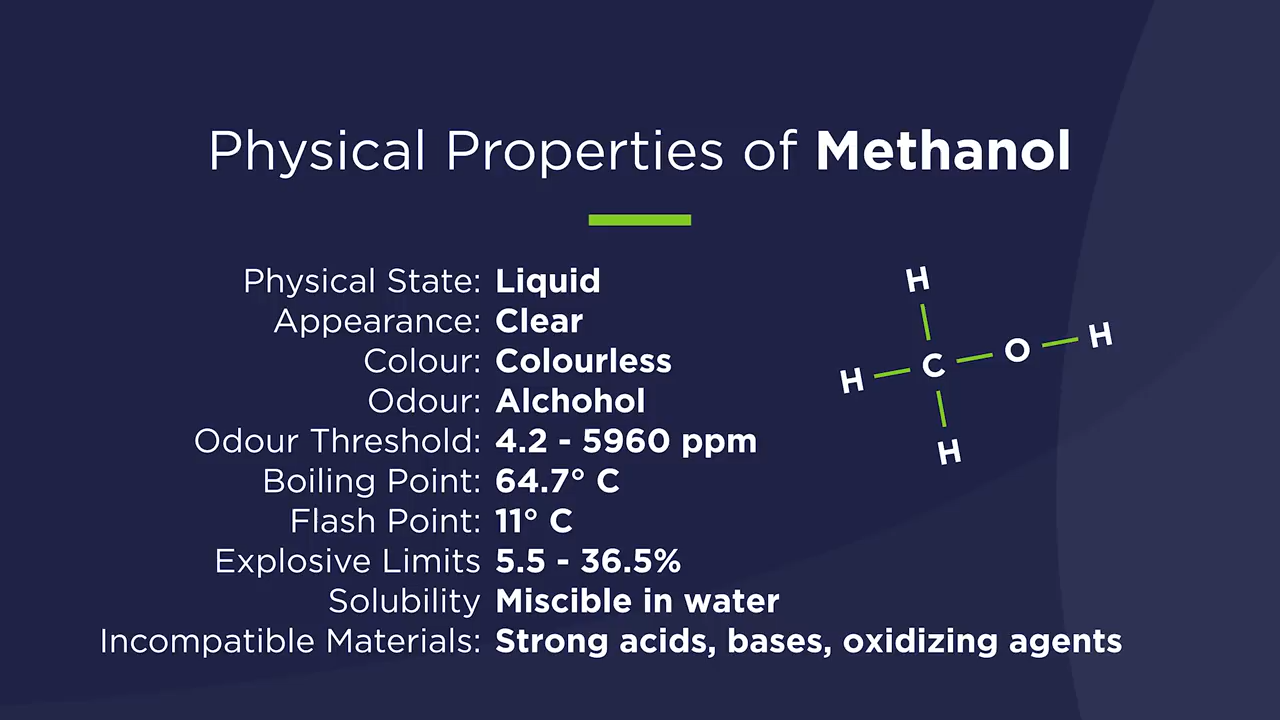 Physical Properties of Methanol
Physical State: Liquid
Appearance: Clear
Colour: Colourless
Odour: Alchohol
Odour Threshold: 4.2 - 5960 ppm
Boiling Point: 64.7° C
Flash Point: 11° C
Explosive Limits 5.5 - 36.5%
Solubility Miscible in water
Incompatible Materials: Strong acids, bases, oxidizing agents
H
H C O H
H